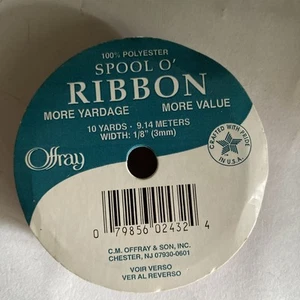 100% POLYESTER
SPOOL O'
RIBBON
MORE YARDAGE MORE VALUE
10 YARDS - 9.14 METERS
WIDTH: 1/8" (3mm)
Offray
CRAFTED WITH PRIDE
IN U.S.A.
0 79856 02432 4
C.M. OFFRAY & SON, INC.
CHESTER, NJ 07930-0601
VOIR VERSO
VER AL REVERSO